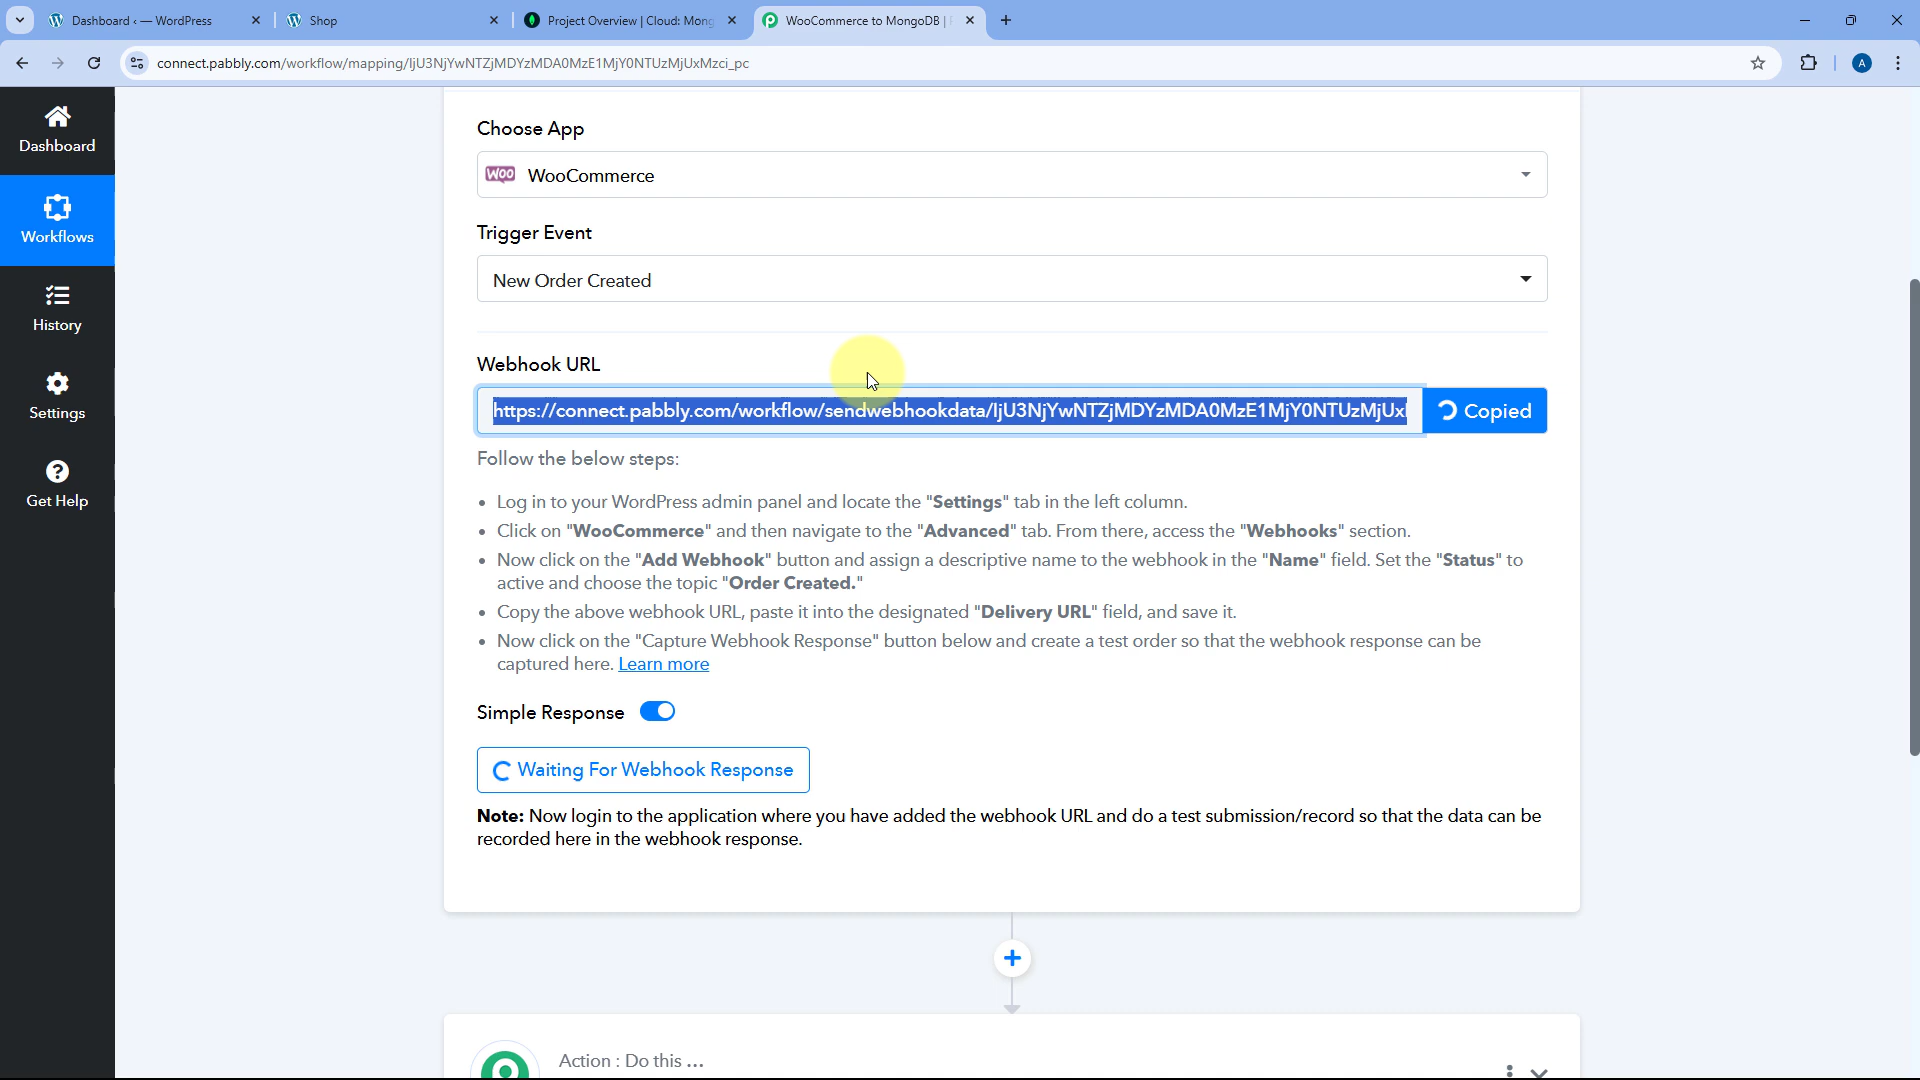 Dashboard ‹ — WordPress
Shop
Project Overview | Cloud: Mong
WooCommerce to MongoDB |
connect.pabbly.com/workflow/mapping/IjU3NjYwNTZjMDYzMDA0MzE1MjY0NTUzMjUxMzci_pc
A
Dashboard
Workflows
History
Settings
Get Help
Choose App
WOO WooCommerce
Trigger Event
New Order Created
Webhook URL
https://connect.pabbly.com/workflow/sendwebhookdata/IjU3NjYwNTZjMDYzMDA0MzE1MjY0NTUzMjUxI
Copied
Follow the below steps:
• Log in to your WordPress admin panel and locate the "Settings" tab in the left column.
• Click on "WooCommerce" and then navigate to the "Advanced" tab. From there, access the "Webhooks" section.
• Now click on the "Add Webhook" button and assign a descriptive name to the webhook in the "Name" field. Set the "Status" to
active and choose the topic "Order Created."
• Copy the above webhook URL, paste it into the designated "Delivery URL" field, and save it.
• Now click on the "Capture Webhook Response" button below and create a test order so that the webhook response can be
captured here. Learn more
Simple Response
Waiting For Webhook Response
Note: Now login to the application where you have added the webhook URL and do a test submission/record so that the data can be
recorded here in the webhook response.
Action : Do this ...